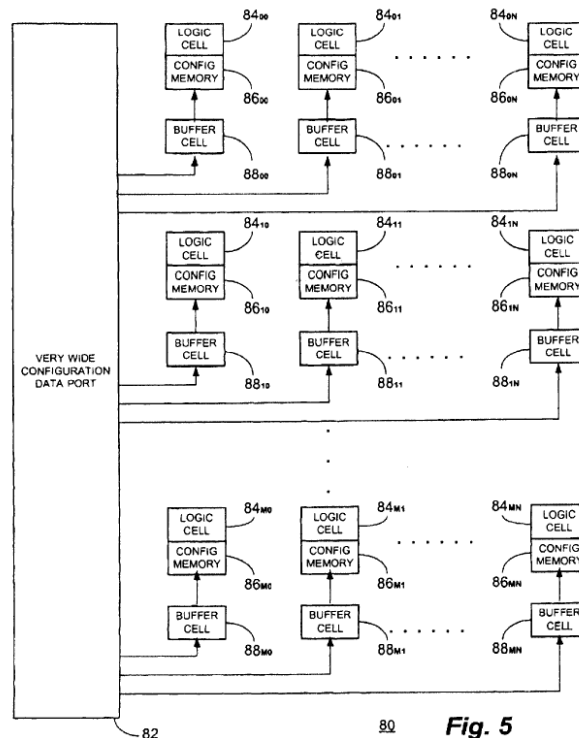 84₀₀ 84₀₁ 84₀N
LOGIC CELL LOGIC CELL LOGIC CELL
CONFIG MEMORY CONFIG MEMORY CONFIG MEMORY
86₀₀ 86₀₁ 86₀N
BUFFER CELL BUFFER CELL BUFFER CELL
88₀₀ 88₀₁ 88₀N
84₁₀ 84₁₁ 84₁N
LOGIC CELL LOGIC CELL LOGIC CELL
CONFIG MEMORY CONFIG MEMORY CONFIG MEMORY
86₁₀ 86₁₁ 86₁N
VERY WIDE
CONFIGURATION
DATA PORT
BUFFER CELL BUFFER CELL BUFFER CELL
88₁₀ 88₁₁ 88₁N
84M0 84M1 84MN
LOGIC CELL LOGIC CELL LOGIC CELL
CONFIG MEMORY CONFIG MEMORY CONFIG MEMORY
86M0 86M1 86MN
BUFFER CELL BUFFER CELL BUFFER CELL
88M0 88M1 88MN
82
80 Fig. 5